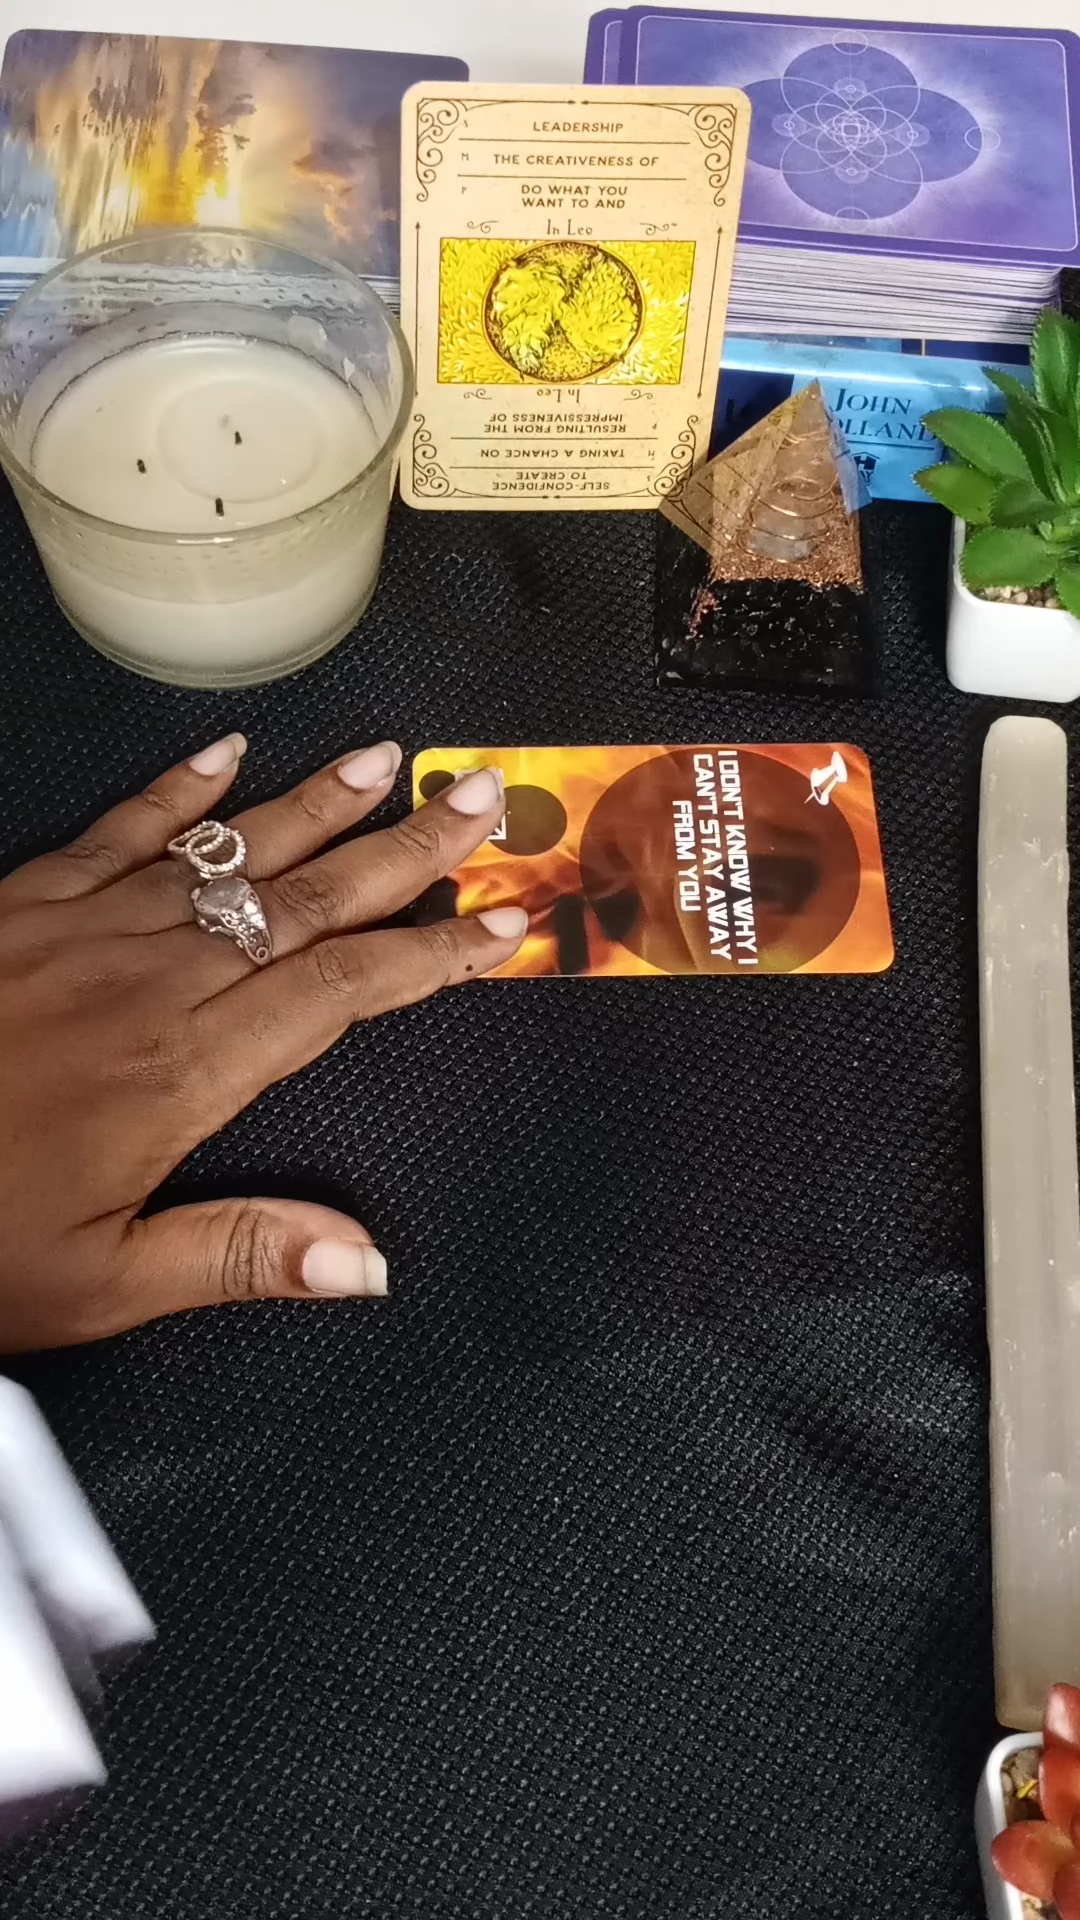 S LEADERSHIP
M THE CREATIVENESS OF
P DO WHAT YOU
WANT TO AND
In Leo
In Leo
SELF-CONFIDENCE S
TO CREATE
H TAKING A CHANCE ON
P RESULTING FROM THE
IMPRESSIVENESS OF
JOHN
I DON'T KNOW WHY I
CAN'T STAY AWAY
FROM YOU